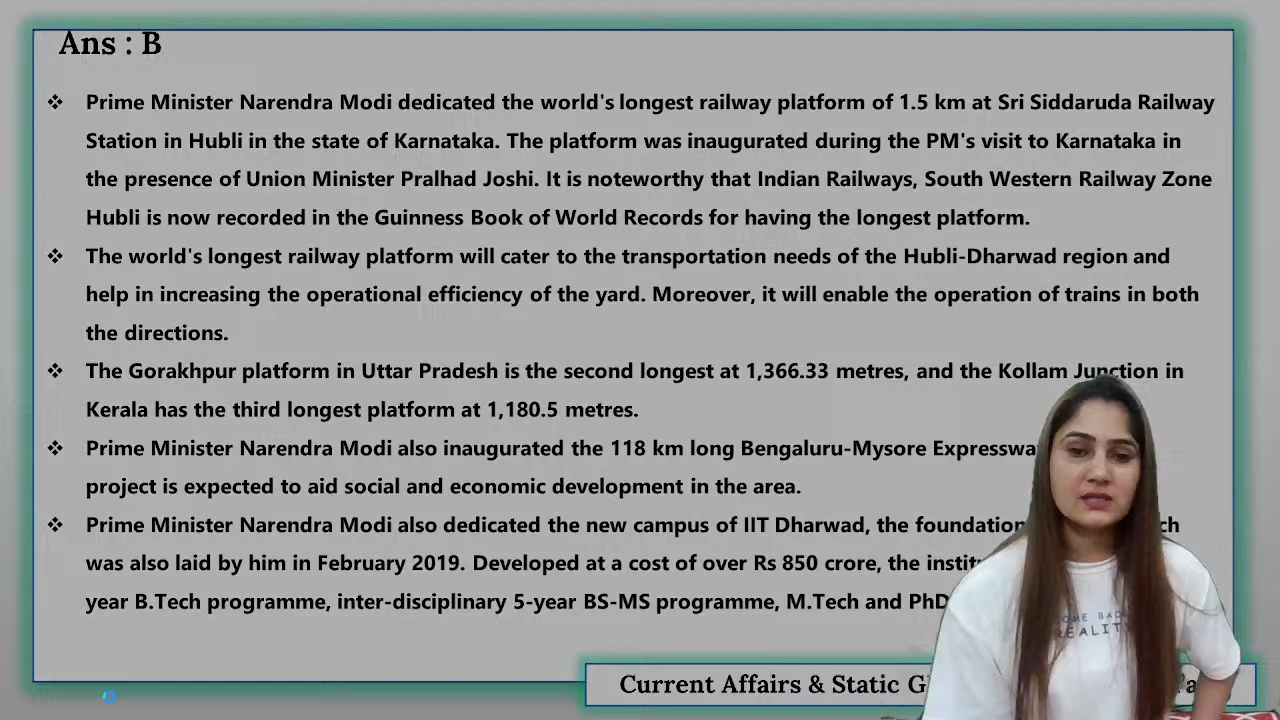 Ans : B
❖ Prime Minister Narendra Modi dedicated the world's longest railway platform of 1.5 km at Sri Siddaruda Railway
Station in Hubli in the state of Karnataka. The platform was inaugurated during the PM's visit to Karnataka in
the presence of Union Minister Pralhad Joshi. It is noteworthy that Indian Railways, South Western Railway Zone
Hubli is now recorded in the Guinness Book of World Records for having the longest platform.
❖ The world's longest railway platform will cater to the transportation needs of the Hubli-Dharwad region and
help in increasing the operational efficiency of the yard. Moreover, it will enable the operation of trains in both
the directions.
❖ The Gorakhpur platform in Uttar Pradesh is the second longest at 1,366.33 metres, and the Kollam Junction in
Kerala has the third longest platform at 1,180.5 metres.
❖ Prime Minister Narendra Modi also inaugurated the 118 km long Bengaluru-Mysore
project is expected to aid social and economic development in the area.
❖ Prime Minister Narendra Modi also dedicated the new campus of IIT Dharwad, the foundation
was also laid by him in February 2019. Developed at a cost of over Rs 850 crore, the
year B.Tech programme, inter-disciplinary 5-year BS-MS programme, M.Tech and PhD
REALITY
Current Affairs & Static